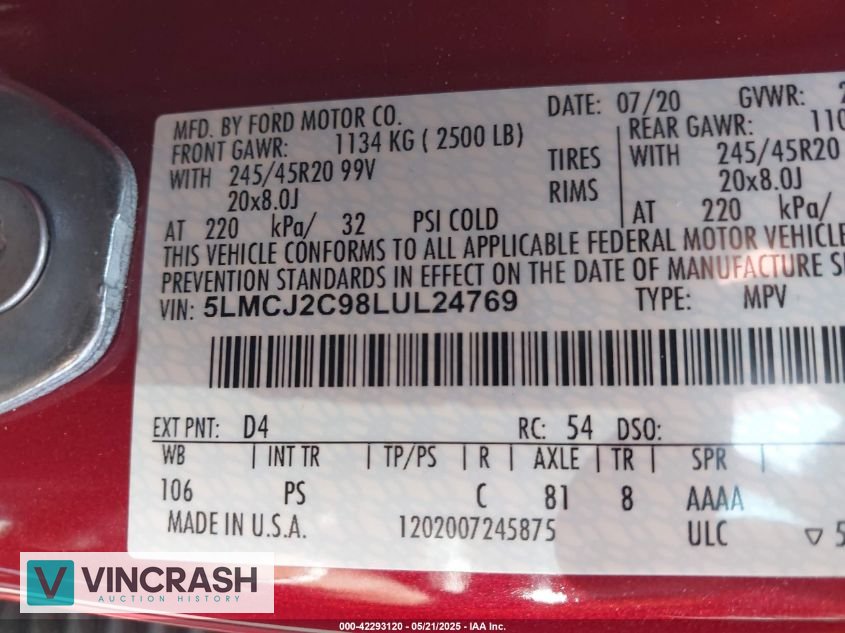 MFD. BY FORD MOTOR CO. DATE: 07/20 GVWR:
FRONT GAWR: 1134 KG ( 2500 LB) REAR GAWR: 110
WITH 245/45R20 99V TIRES WITH 245/45R20
20x8.0J RIMS 20x8.0J
AT 220 kPa/ 32 PSI COLD AT 220 kPa/
THIS VEHICLE CONFORMS TO ALL APPLICABLE FEDERAL MOTOR VEHICLE
PREVENTION STANDARDS IN EFFECT ON THE DATE OF MANUFACTURE
VIN: 5LMCJ2C98LUL24769 TYPE: MPV
EXT PNT: D4 RC: 54 DSO:
WB | INT TR | TP/PS | R | AXLE | TR | SPR |
106 PS C 81 8 AAAA
MADE IN U.S.A. 1202007245875 ULC ▽ 5
V VINCRASH
AUCTION HISTORY
000-42293120 - 05/21/2025 - IAA Inc.